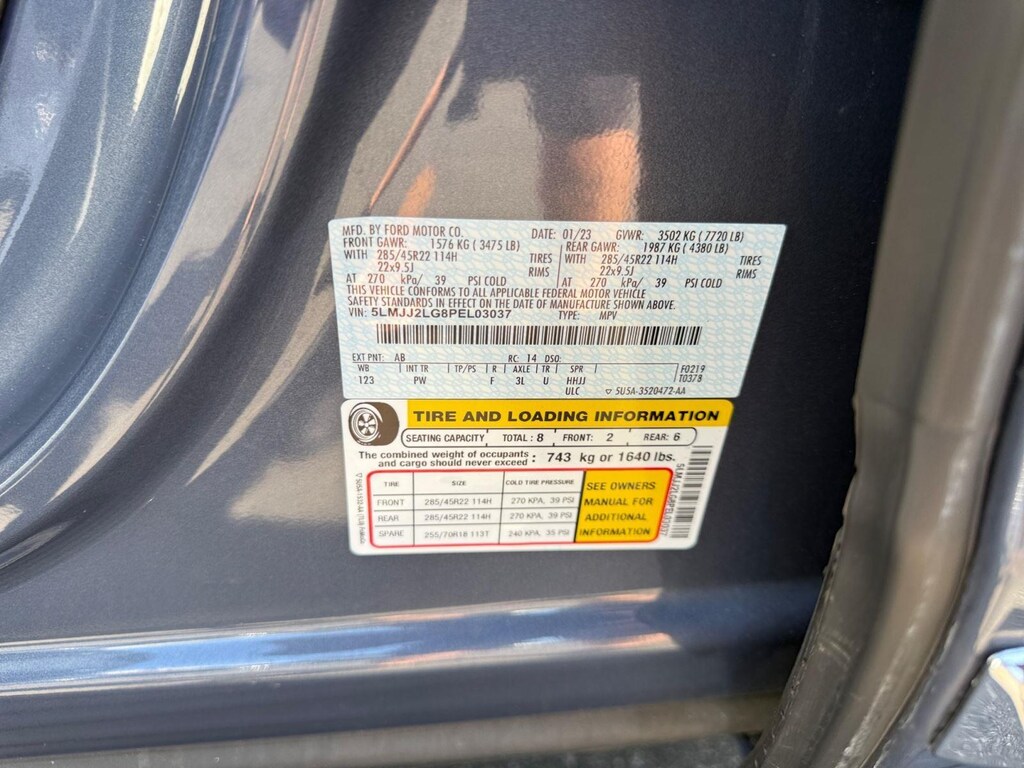 MFD. BY FORD MOTOR CO. DATE: 01/23 GVWR: 3502 KG ( 7720 LB)
FRONT GAWR: 1576 KG ( 3475 LB) REAR GAWR: 1987 KG ( 4380 LB)
WITH 285/45R22 114H TIRES WITH 285/45R22 114H TIRES
22x9.5J RIMS 22x9.5J RIMS
AT 270 kPa/ 39 PSI COLD AT 270 kPa/ 39 PSI COLD
THIS VEHICLE CONFORMS TO ALL APPLICABLE FEDERAL MOTOR VEHICLE
SAFETY STANDARDS IN EFFECT ON THE DATE OF MANUFACTURE SHOWN ABOVE.
VIN: 5LMJJ2LG8PEL03037 TYPE: MPV
EXT PNT: AB RC: 14 DSO:
WB INT TR TP/PS R AXLE TR SPR F0219
123 PW F 3L U HHJJ T0378
ULC 5U5A-3520472-AA
TIRE AND LOADING INFORMATION
SEATING CAPACITY TOTAL : 8 FRONT: 2 REAR: 6
The combined weight of occupants
and cargo should never exceed : 743 kg or 1640 lbs.
TIRE SIZE COLD TIRE PRESSURE
FRONT 285/45R22 114H 270 KPA, 39 PSI
REAR 285/45R22 114H 270 KPA, 39 PSI
SPARE 255/70R18 113T 240 KPA, 35 PSI
SEE OWNERS
MANUAL FOR
ADDITIONAL
INFORMATION
5LMJJ2LG8PEL03037